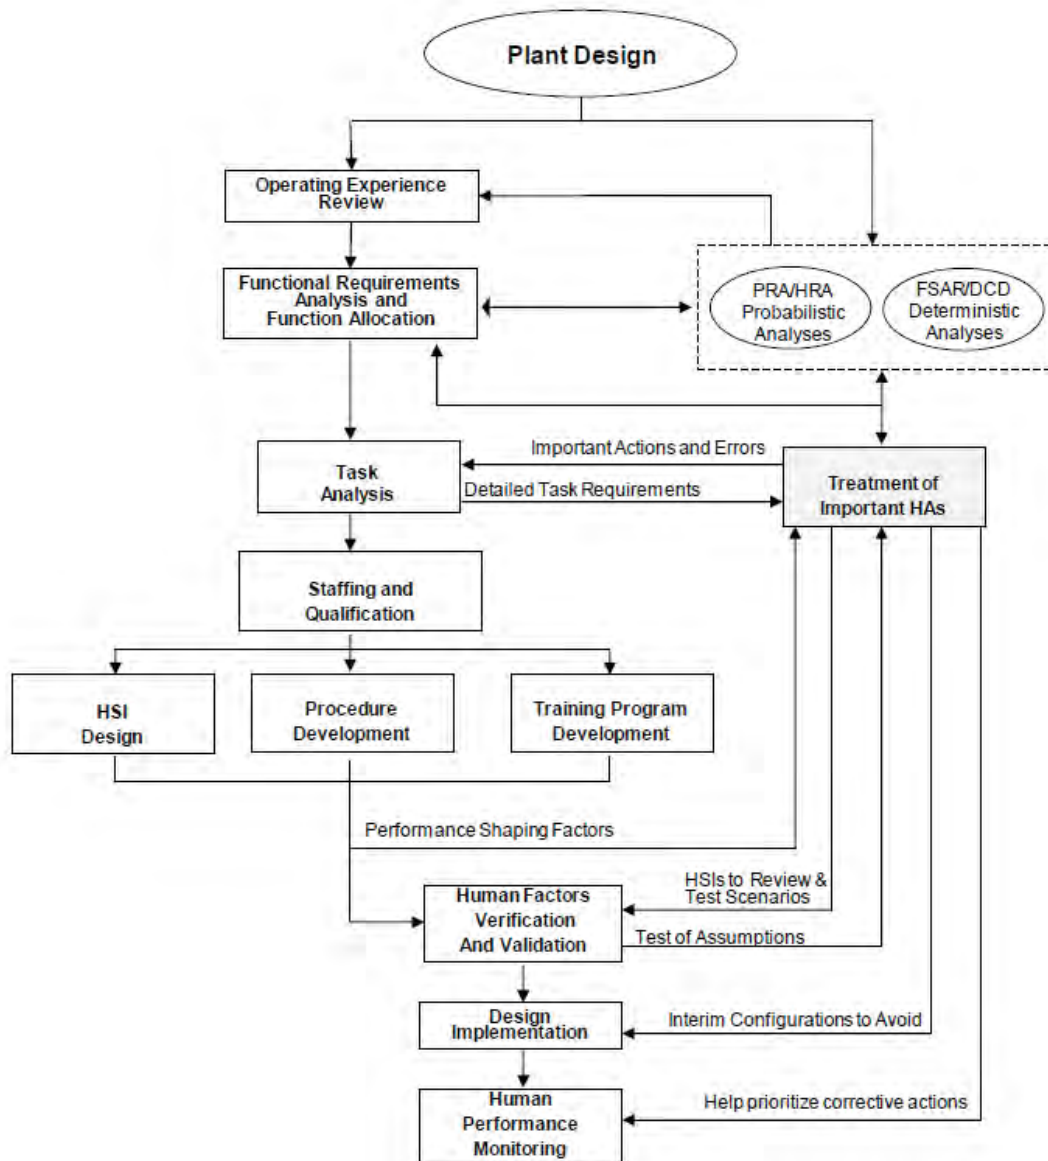 Plant Design
Operating Experience
Review
Functional Requirements
Analysis and
Function Allocation
PRA/HRA
Probabilistic
Analyses
FSAR/DCD
Deterministic
Analyses
Important Actions and Errors
Task
Analysis
Detailed Task Requirements
Treatment of
Important HAs
Staffing and
Qualification
HSI
Design
Procedure
Development
Training Program
Development
Performance Shaping Factors
HSIs to Review &
Test Scenarios
Human Factors
Verification
And Validation
Test of Assumptions
Design
Implementation
Interim Configurations to Avoid
Human
Performance
Monitoring
Help prioritize corrective actions